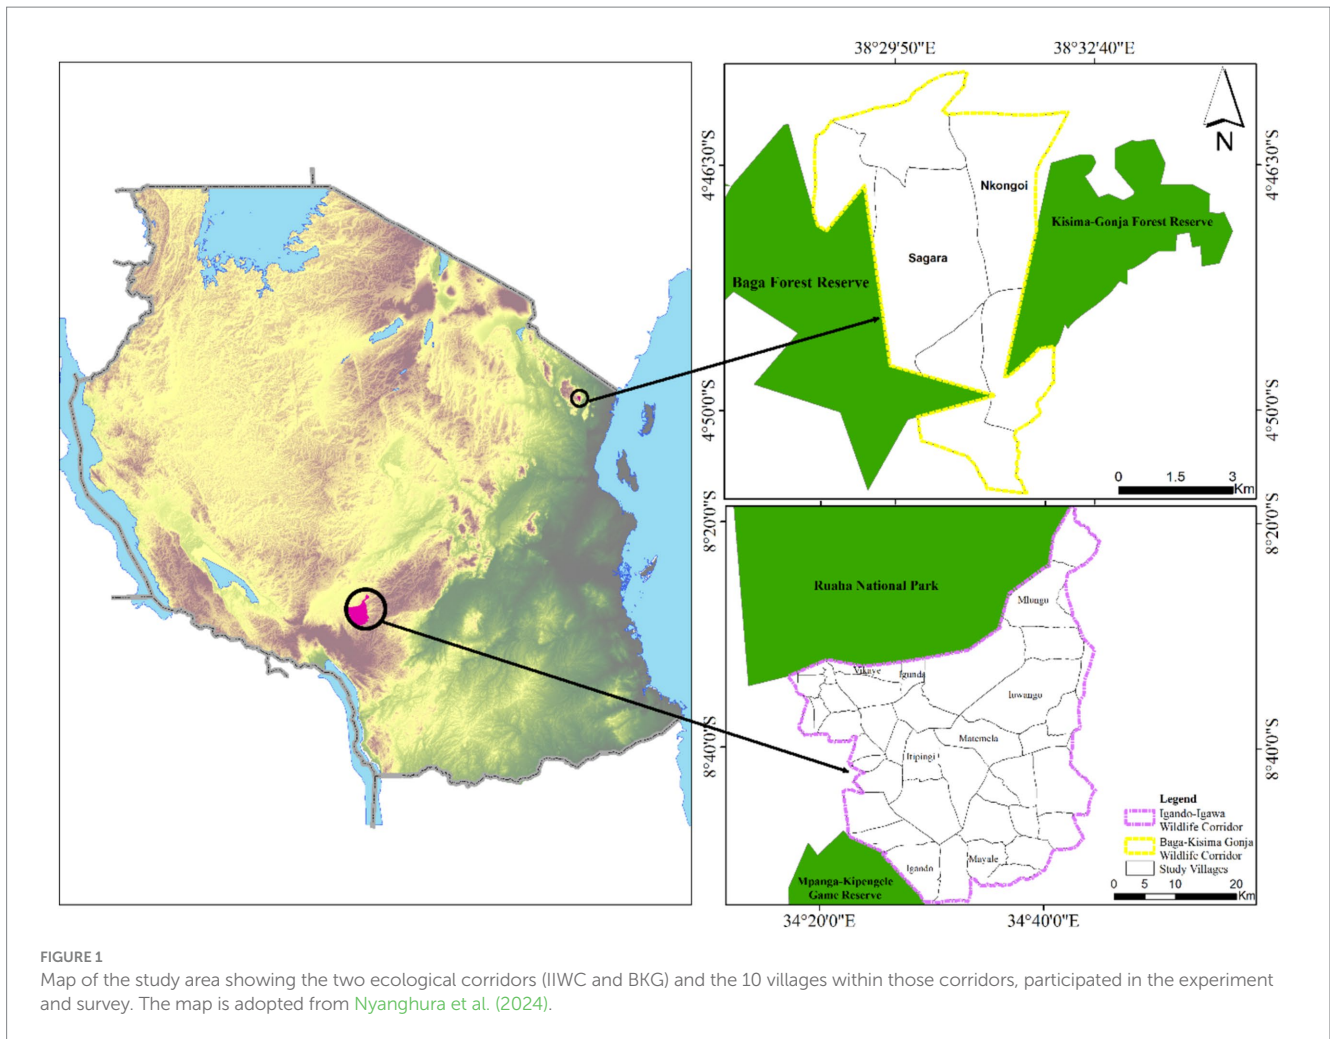 38°29'50"E
38°32'40"E
4°46'30"S
4°46'30"S
N
Nkongoi
Kisima-Gonja Forest Reserve
Sagara
Baga Forest Reserve
4°50'0"S
4°50'0"S
0 1.5 3
Km
8°20'0"S
8°20'0"S
Ruaha National Park
Mlungu
Vikaye
Igunda
Iuwangu
Matemela
Itipingi
8°40'0"S
8°40'0"S
Legend
Igando-Igawa
Wildlife Corridor
Baga-Kisima Gonja
Wildlife Corridor
Study Villages
Igando
Mayale
Mpanga-Kipengele
Game Reserve
0 5 10 20
Km
34°20'0"E
34°40'0"E
FIGURE 1
Map of the study area showing the two ecological corridors (IIWC and BKG) and the 10 villages within those corridors, participated in the experiment
and survey. The map is adopted from Nyanghura et al. (2024).